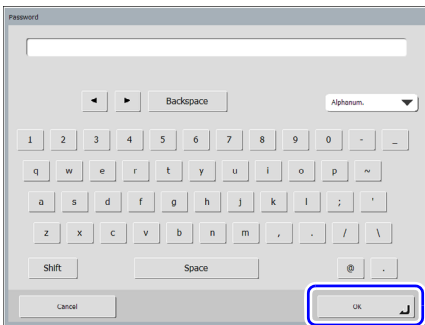 Password
◄ ► Backspace Alphanum.
1 2 3 4 5 6 7 8 9 0 - _
q w e r t y u i o p ~
a s d f g h j k l ; '
z x c v b n m , . / \
Shift Space @ .
Cancel OK